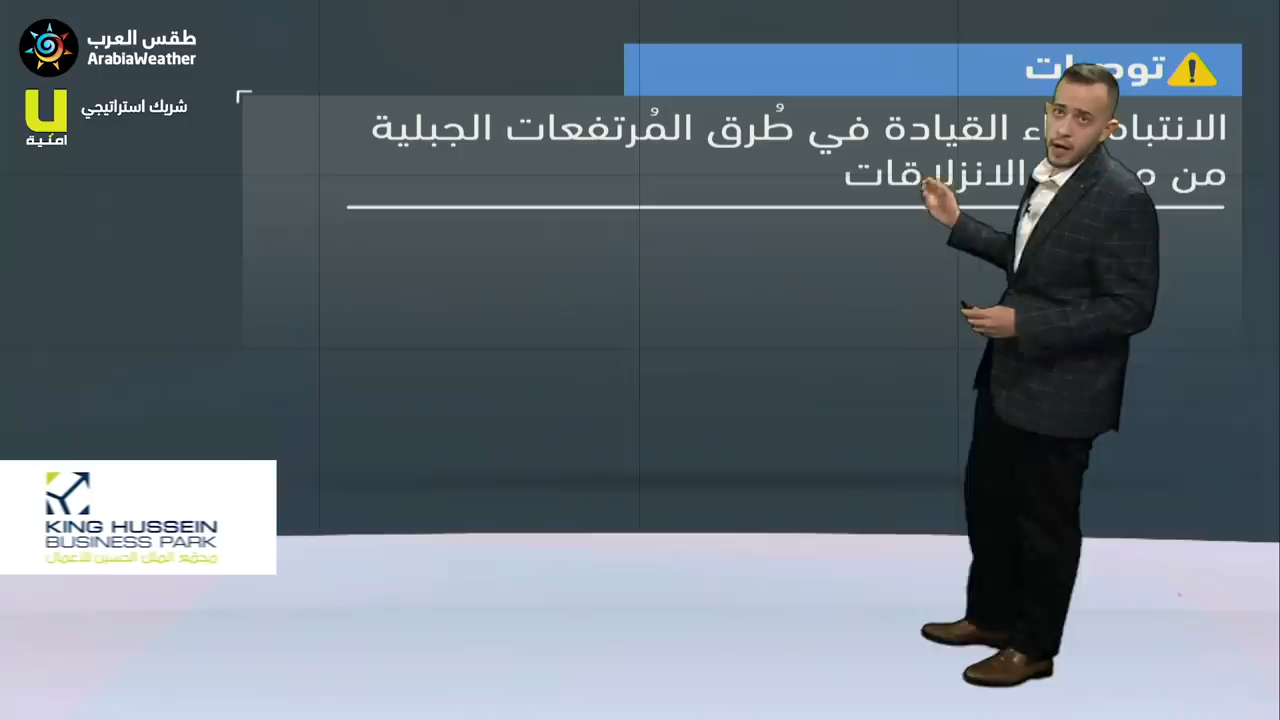 طقس العرب
ArabiaWeather
شريك استراتيجي
أمنية
توصيات
الانتباه القيادة في طُرق المُرتفعات الجبلية
من الانزلاقات
KING HUSSEIN
BUSINESS PARK
مجمع الملك الحسين للأعمال